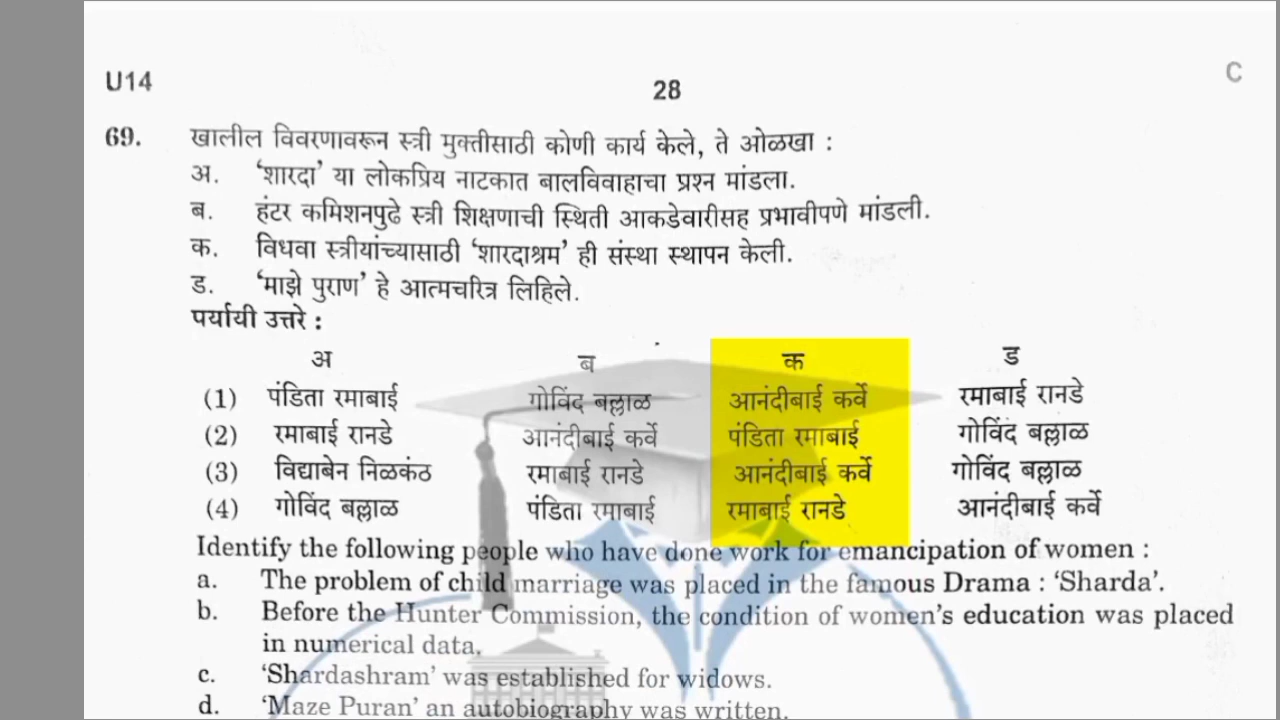 U14
28
C
69. खालील विवरणावरून स्त्री मुक्तीसाठी कोणी कार्य केले, ते ओळखा :
अ. 'शारदा' या लोकप्रिय नाटकात बालविवाहाचा प्रश्न मांडला.
ब. हंटर कमिशनपुढे स्त्री शिक्षणाची स्थिती आकडेवारीसह प्रभावीपणे मांडली.
क. विधवा स्त्रीयांच्यासाठी 'शारदाश्रम' ही संस्था स्थापन केली.
ड. 'माझे पुराण' हे आत्मचरित्र लिहिले.
पर्यायी उत्तरे :
अ ब क ड
(1) पंडिता रमाबाई गोविंद बल्लाळ आनंदीबाई कर्वे रमाबाई रानडे
(2) रमाबाई रानडे आनंदीबाई कर्वे पंडिता रमाबाई गोविंद बल्लाळ
(3) विद्याबेन निळकंठ रमाबाई रानडे आनंदीबाई कर्वे गोविंद बल्लाळ
(4) गोविंद बल्लाळ पंडिता रमाबाई रमाबाई रानडे आनंदीबाई कर्वे
Identify the following people who have done work for emancipation of women :
a. The problem of child marriage was placed in the famous Drama : 'Sharda'.
b. Before the Hunter Commission, the condition of women's education was placed
in numerical data.
c. 'Shardashram' was established for widows.
d. 'Maze Puran' an autobiography was written.